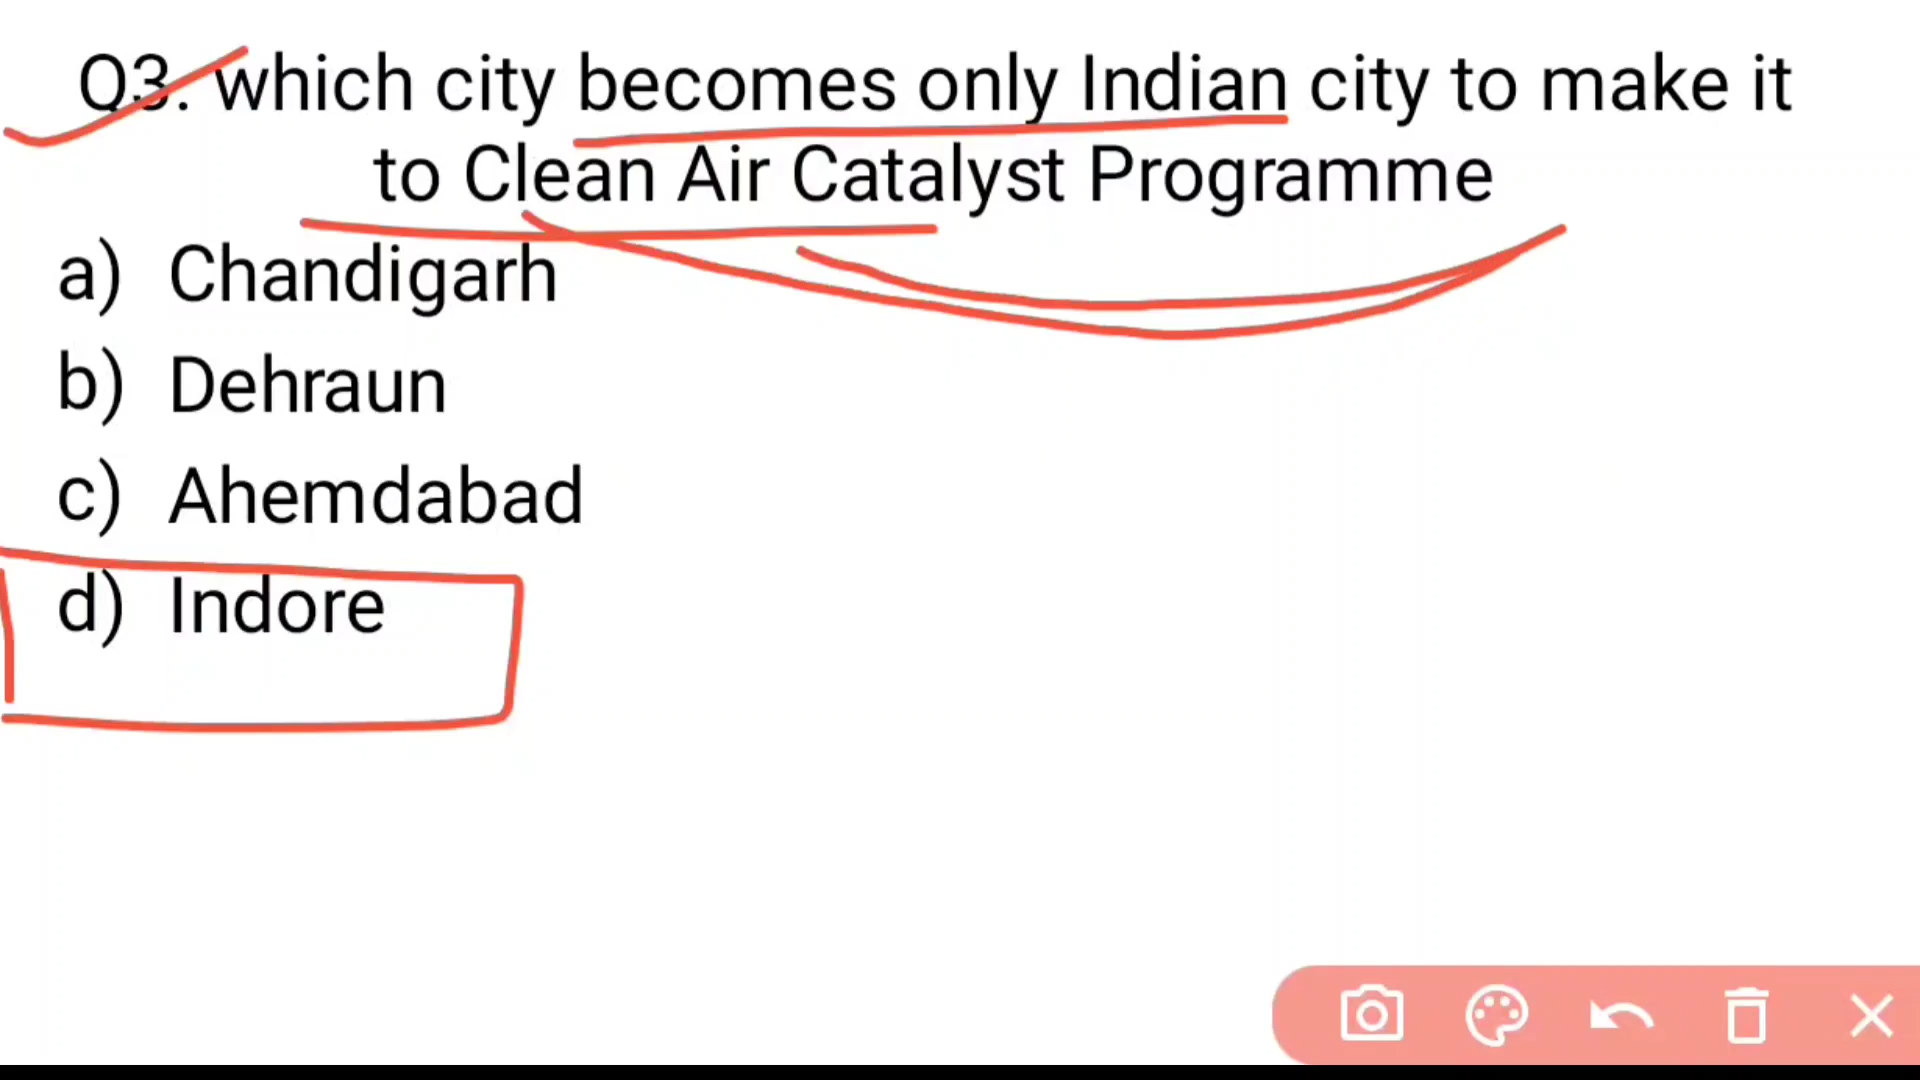 Q3. which city becomes only Indian city to make it
to Clean Air Catalyst Programme
a) Chandigarh
b) Dehraun
c) Ahemdabad
d) Indore